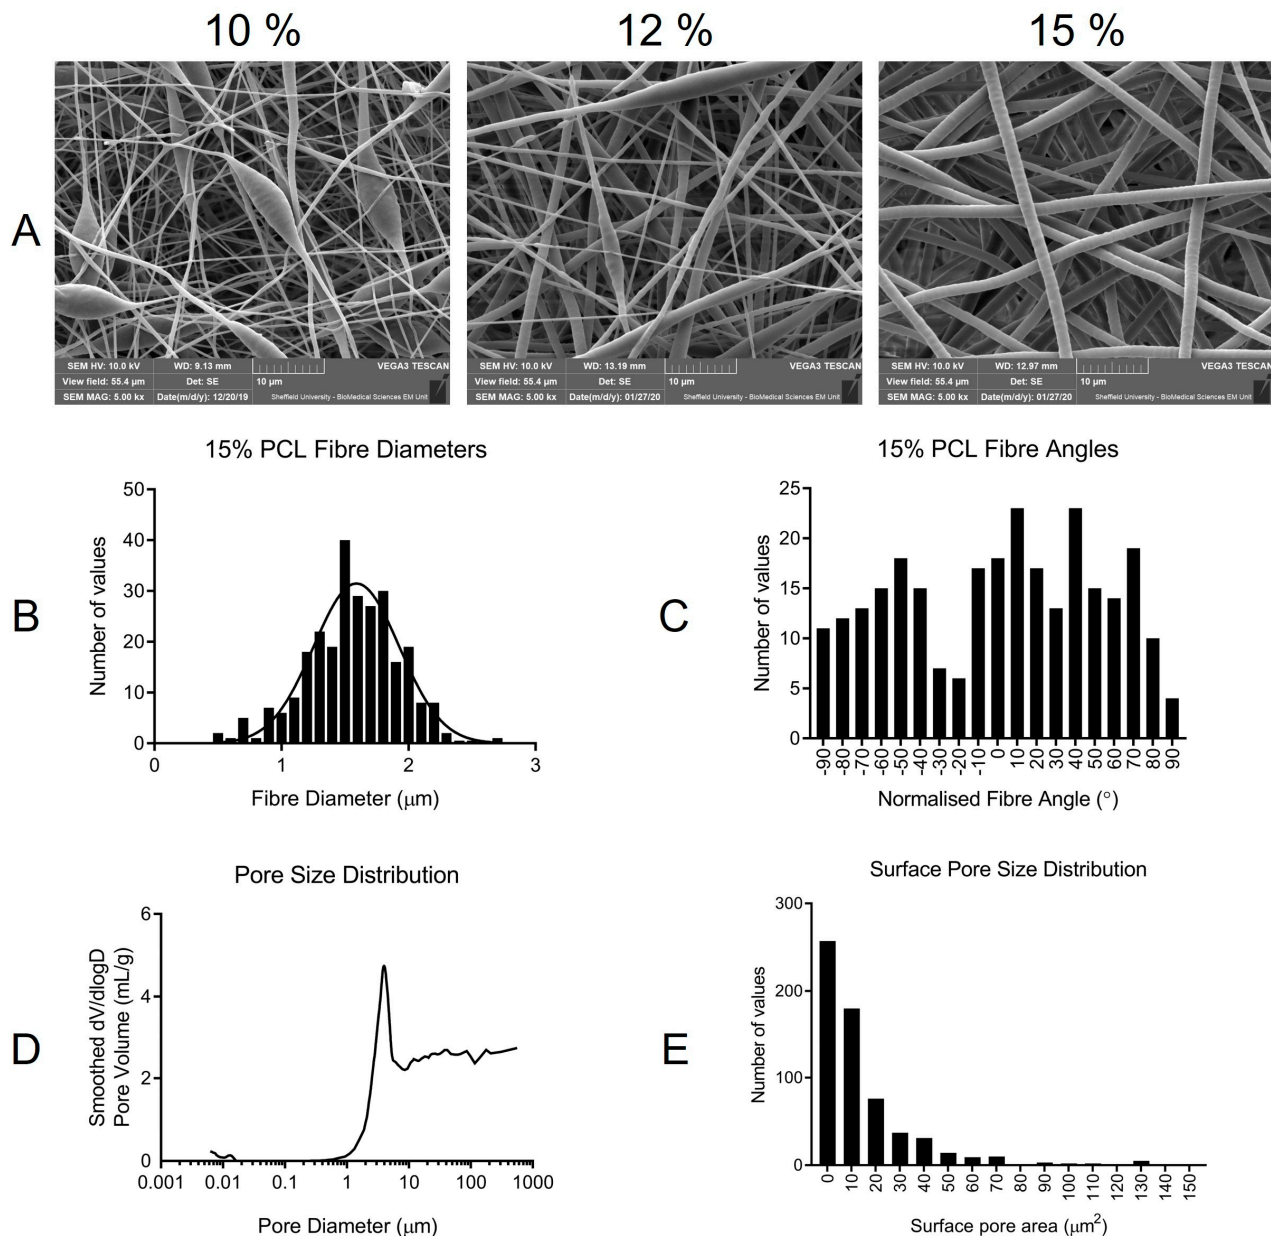 10 %
12 %
15 %
A
SEM HV: 10.0 kV
WD: 9.13 mm
VEGA3 TESCAN
View field: 55.4 µm
Det: SE
10 µm
SEM MAG: 5.00 kx
Date(m/d/y): 12/20/19
Sheffield University - BioMedical Sciences EM Unit
SEM HV: 10.0 kV
WD: 13.19 mm
VEGA3 TESCAN
View field: 55.4 µm
Det: SE
10 µm
SEM MAG: 5.00 kx
Date(m/d/y): 01/27/20
Sheffield University - BioMedical Sciences EM Unit
SEM HV: 10.0 kV
WD: 12.97 mm
VEGA3 TESCAN
View field: 55.4 µm
Det: SE
10 µm
SEM MAG: 5.00 kx
Date(m/d/y): 01/27/20
Sheffield University - BioMedical Sciences EM Unit
B
15% PCL Fibre Diameters
Number of values
50
40
30
20
10
0
0 1 2 3
Fibre Diameter (µm)
C
15% PCL Fibre Angles
Number of values
25
20
15
10
5
0
-90 -80 -70 -60 -50 -40 -30 -20 -10 0 10 20 30 40 50 60 70 80 90
Normalised Fibre Angle (°)
D
Pore Size Distribution
Smoothed dV/dlogD
Pore Volume (mL/g)
6
4
2
0
0.001 0.01 0.1 1 10 100 1000
Pore Diameter (µm)
E
Surface Pore Size Distribution
Number of values
300
200
100
0
0 10 20 30 40 50 60 70 80 90 100 110 120 130 140 150
Surface pore area (µm²)